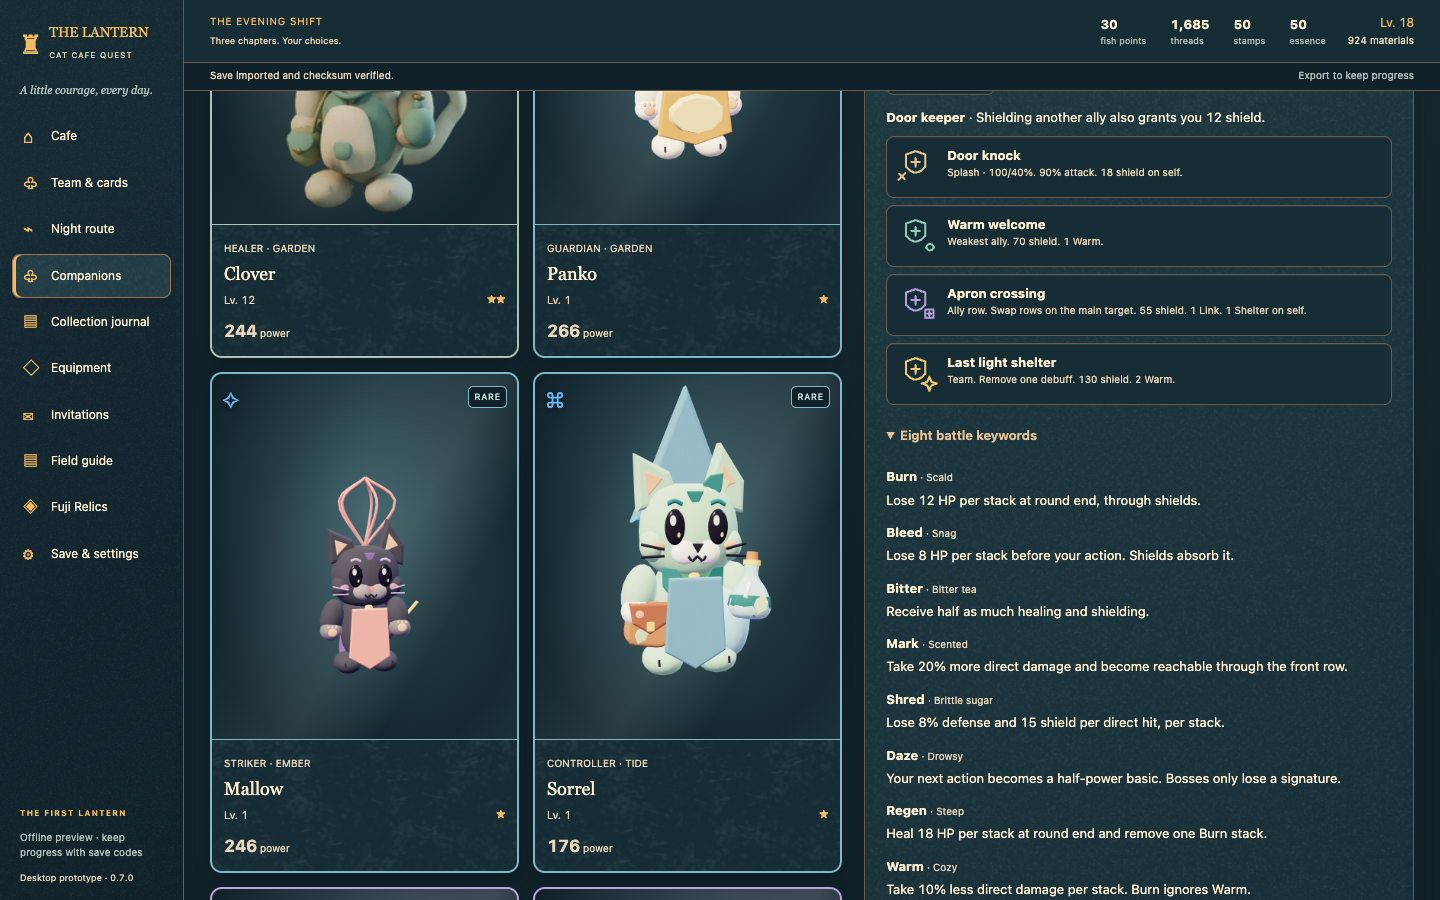 THE LANTERN
CAT CAFE QUEST
A little courage, every day.
Cafe
Team & cards
Night route
Companions
Collection journal
Equipment
Invitations
Field guide
Fuji Relics
Save & settings
THE FIRST LANTERN
Offline preview · keep
progress with save codes
Desktop prototype · 0.7.0
THE EVENING SHIFT
Three chapters. Your choices.
30
fish points
1,685
threads
50
stamps
50
essence
Lv. 18
924 materials
Save imported and checksum verified.
Export to keep progress
HEALER · GARDEN
Clover
Lv. 12
244 power
GUARDIAN · GARDEN
Panko
Lv. 1
266 power
RARE
STRIKER · EMBER
Mallow
Lv. 1
246 power
RARE
CONTROLLER · TIDE
Sorrel
Lv. 1
176 power
Door keeper · Shielding another ally also grants you 12 shield.
Door knock
Splash · 100/40%. 90% attack. 18 shield on self.
Warm welcome
Weakest ally. 70 shield. 1 Warm.
Apron crossing
Ally row. Swap rows on the main target. 55 shield. 1 Link. 1 Shelter on self.
Last light shelter
Team. Remove one debuff. 130 shield. 2 Warm.
Eight battle keywords
Burn · Scald
Lose 12 HP per stack at round end, through shields.
Bleed · Snag
Lose 8 HP per stack before your action. Shields absorb it.
Bitter · Bitter tea
Receive half as much healing and shielding.
Mark · Scented
Take 20% more direct damage and become reachable through the front row.
Shred · Brittle sugar
Lose 8% defense and 15 shield per direct hit, per stack.
Daze · Drowsy
Your next action becomes a half-power basic. Bosses only lose a signature.
Regen · Steep
Heal 18 HP per stack at round end and remove one Burn stack.
Warm · Cozy
Take 10% less direct damage per stack. Burn ignores Warm.